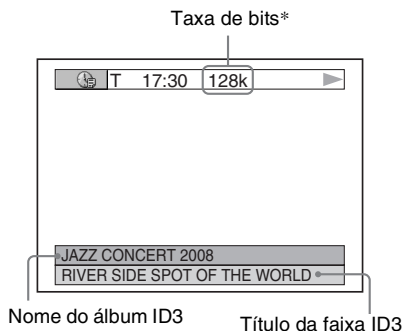 Taxa de bits*
T 17:30 128k
JAZZ CONCERT 2008
RIVER SIDE SPOT OF THE WORLD
Nome do álbum ID3
Título da faixa ID3